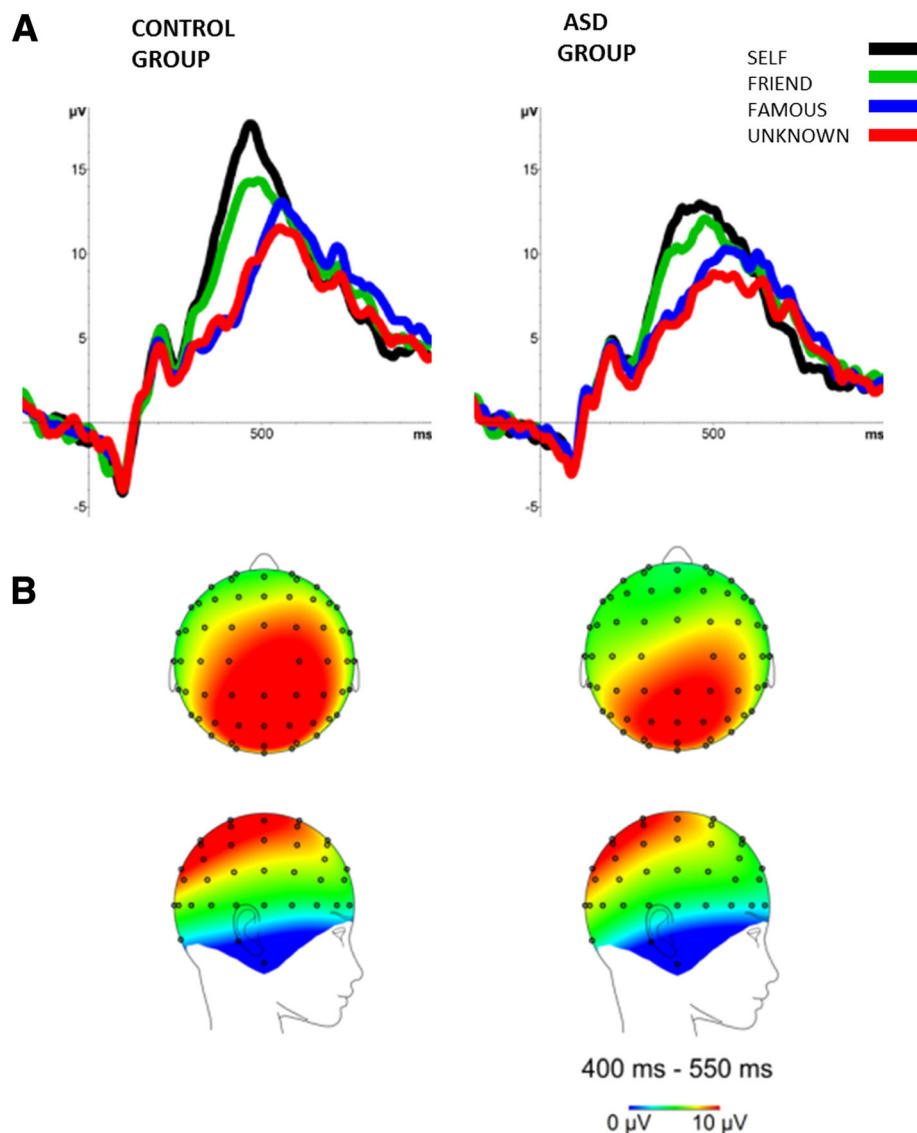 A
CONTROL
GROUP
ASD
GROUP
SELF
FRIEND
FAMOUS
UNKNOWN
µV
15
10
5
-5
500
ms
µV
15
10
5
-5
500
ms
B
400 ms - 550 ms
0 µV 10 µV